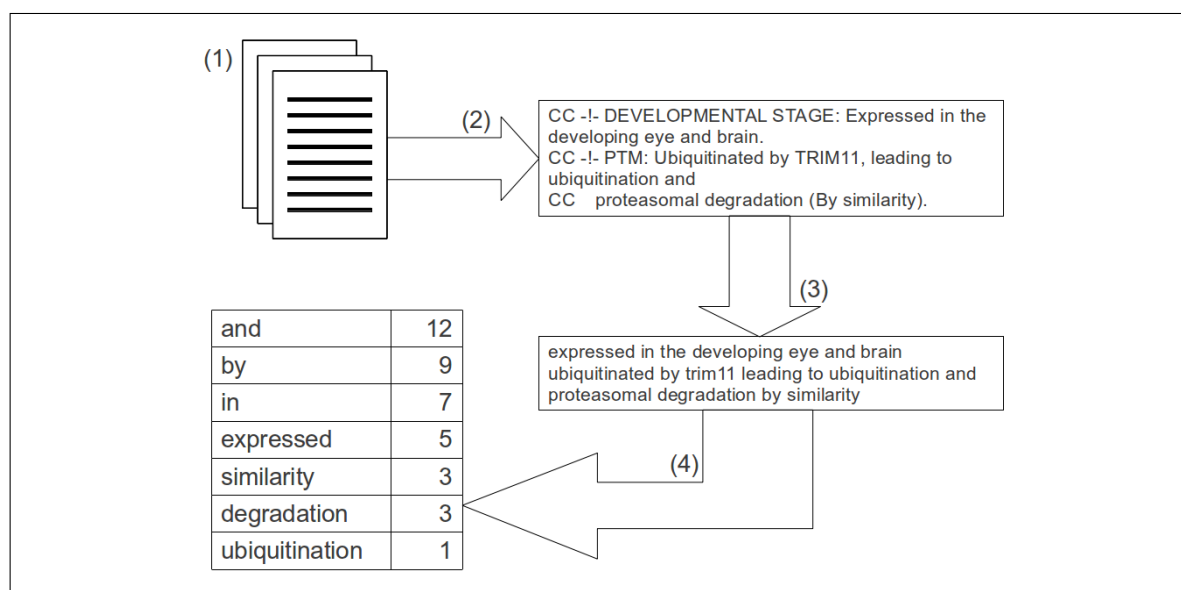 (1)
(2)
CC -!- DEVELOPMENTAL STAGE: Expressed in the
developing eye and brain.
CC -!- PTM: Ubiquitinated by TRIM11, leading to
ubiquitination and
CC    proteasomal degradation (By similarity).
(3)
expressed in the developing eye and brain
ubiquitinated by trim11 leading to ubiquitination and
proteasomal degradation by similarity
(4)
and 12
by 9
in 7
expressed 5
similarity 3
degradation 3
ubiquitination 1